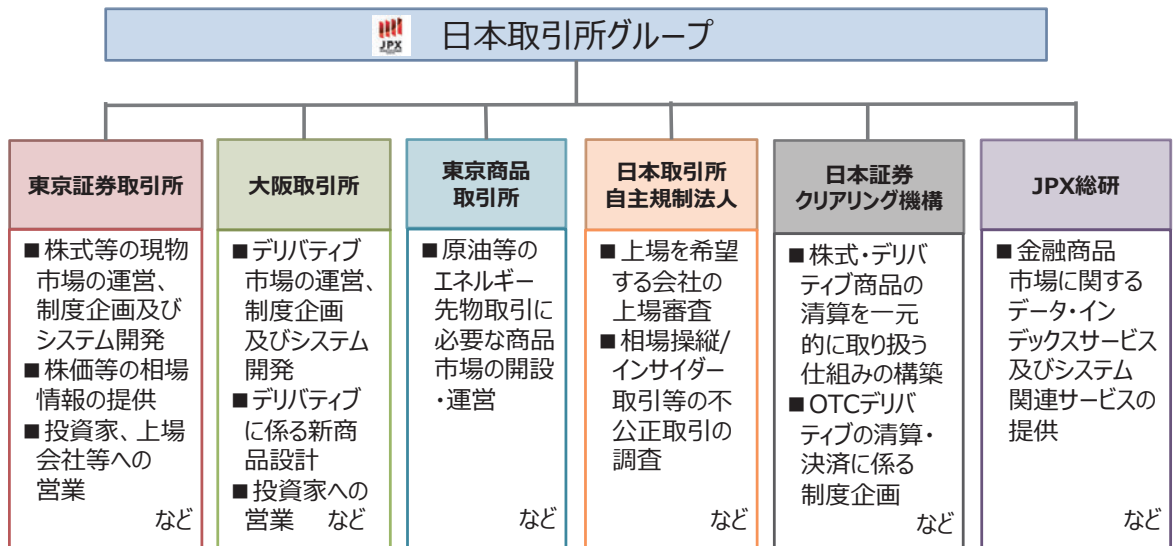 JPX
日本取引所グループ
東京証券取引所
■株式等の現物
市場の運営、
制度企画及び
システム開発
■株価等の相場
情報の提供
■投資家、上場
会社等への
営業
など
大阪取引所
■デリバティブ
市場の運営、
制度企画
及びシステム
開発
■デリバティブ
に係る新商
品設計
■投資家への
営業 など
東京商品
取引所
■原油等の
エネルギー
先物取引に
必要な商品
市場の開設
・運営
など
日本取引所
自主規制法人
■上場を希望
する会社の
上場審査
■相場操縦/
インサイダー
取引等の不
公正取引の
調査
など
日本証券
クリアリング機構
■株式・デリバ
ティブ商品の
清算を一元
的に取り扱う
仕組みの構築
■OTCデリバ
ティブの清算・
決済に係る
制度企画
など
JPX総研
■金融商品
市場に関する
データ・イン
デックスサービス
及びシステム
関連サービスの
提供
など